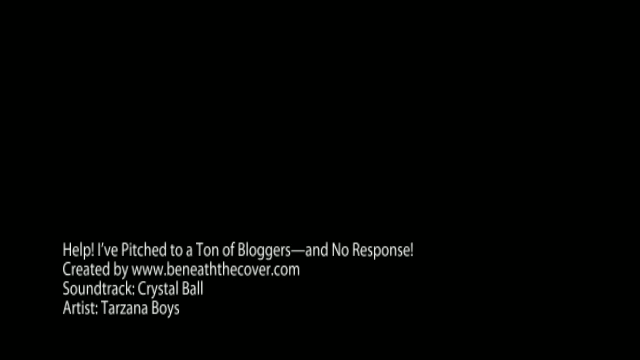 Help! I've Pitched to a Ton of Bloggers—and No Response!
Created by www.beneaththecover.com
Soundtrack: Crystal Ball
Artist: Tarzana Boys